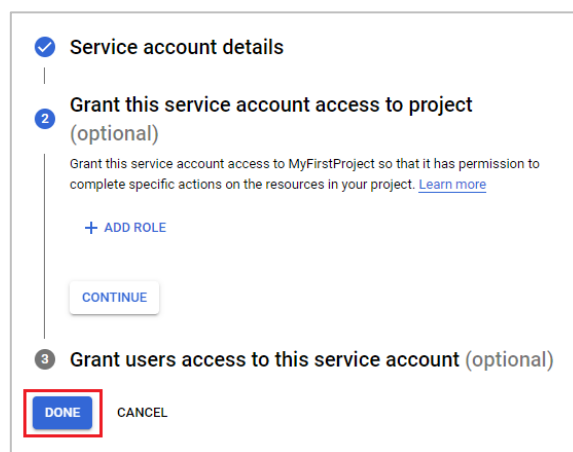 Service account details
2
Grant this service account access to project
(optional)
Grant this service account access to MyFirstProject so that it has permission to
complete specific actions on the resources in your project. Learn more
+ ADD ROLE
CONTINUE
3 Grant users access to this service account (optional)
DONE CANCEL